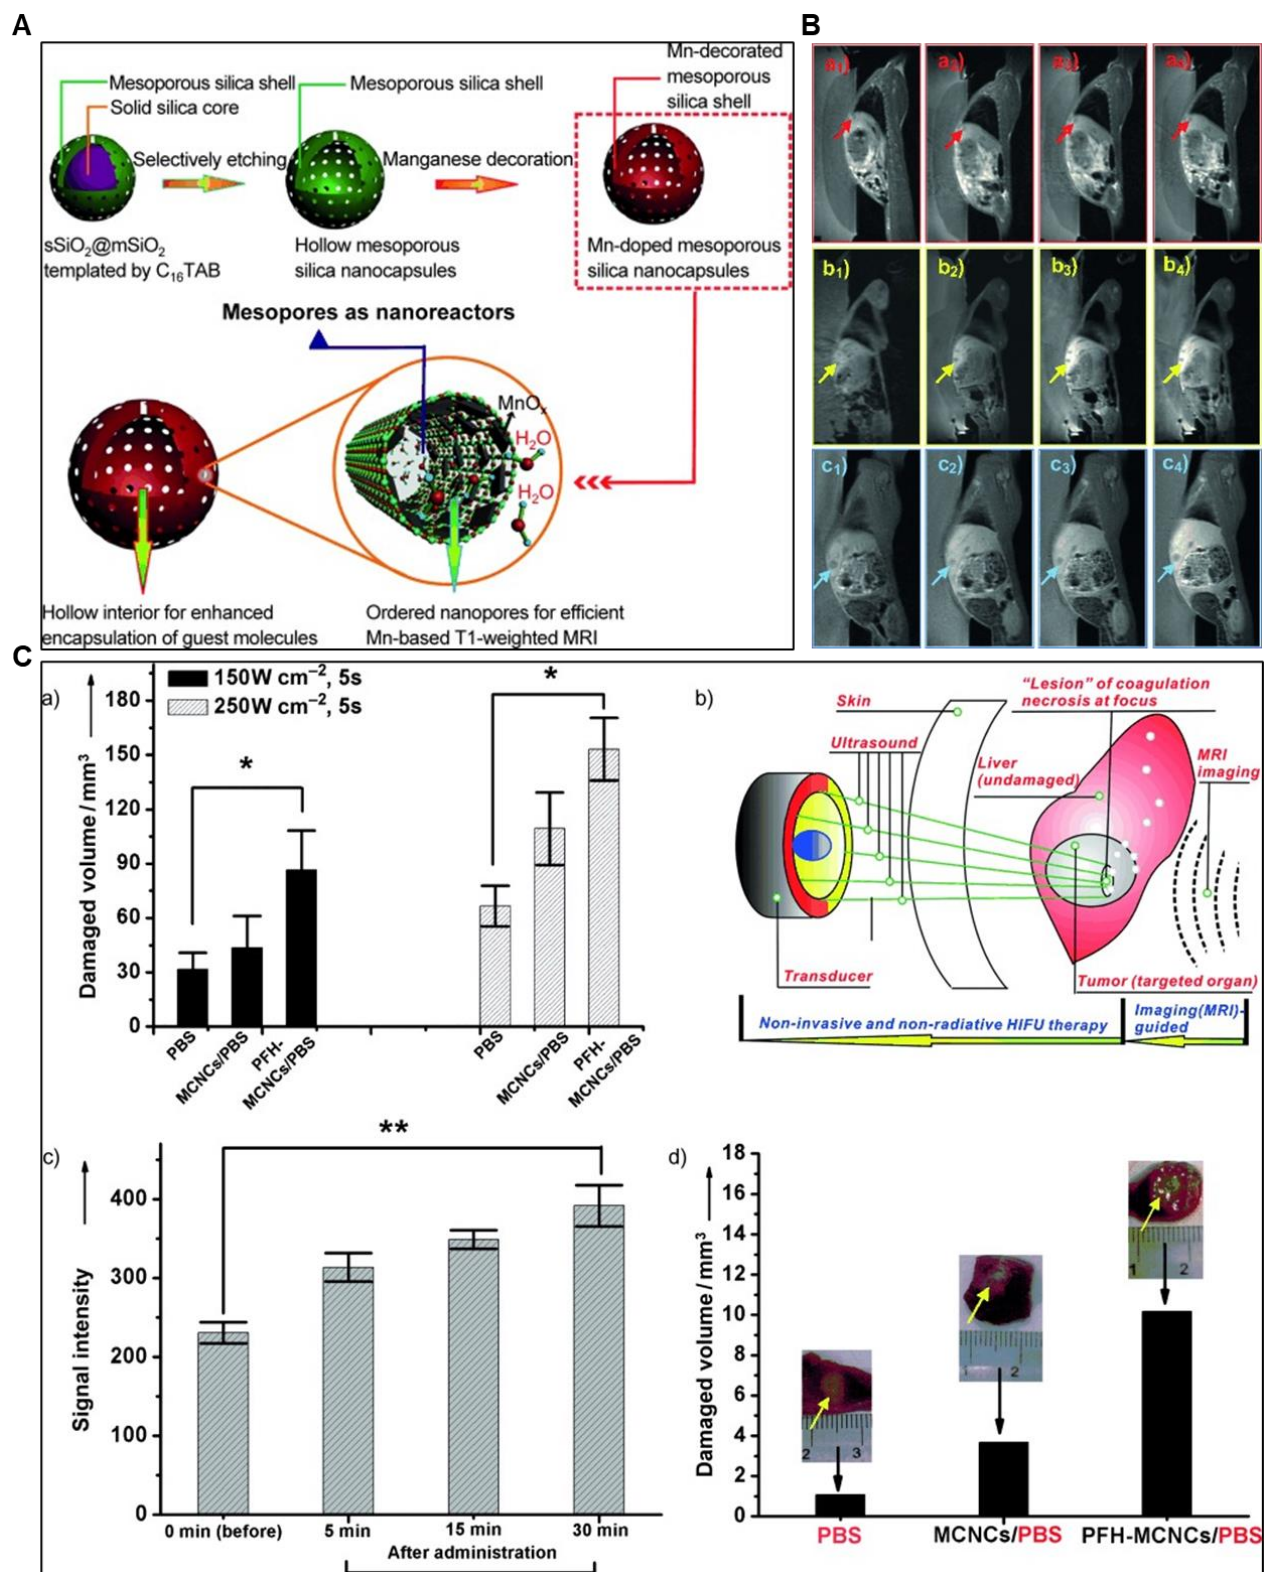 A
Mesoporous silica shell
Solid silica core
Mesoporous silica shell
Mn-decorated
mesoporous
silica shell
Selectively etching
Manganese decoration
sSiO₂@mSiO₂
templated by C₁₆TAB
Hollow mesoporous
silica nanocapsules
Mn-doped mesoporous
silica nanocapsules
Mesopores as nanoreactors
MnOₓ
H₂O
H₂O
Hollow interior for enhanced
encapsulation of guest molecules
Ordered nanopores for efficient
Mn-based T1-weighted MRI
B
a₁) a₂) a₃) a₄)
b₁) b₂) b₃) b₄)
c₁) c₂) c₃) c₄)
C
a)
150W cm⁻², 5s
250W cm⁻², 5s
*
*
Damaged volume / mm³
180
150
120
90
60
30
0
PBS
MCNCs/PBS
PFH-
MCNCs/PBS
PBS
MCNCs/PBS
PFH-
MCNCs/PBS
b)
Skin
"Lesion" of coagulation
necrosis at focus
Ultrasound
Liver
(undamaged)
MRI
imaging
Transducer
Tumor (targeted organ)
Non-invasive and non-radiative HIFU therapy
Imaging(MRI)-
guided
c)
**
Signal intensity
400
300
200
100
0
0 min (before)
5 min
15 min
30 min
After administration
d)
Damaged volume / mm³
18
16
14
12
10
8
6
4
2
0
2 3
1 2
1 2
PBS
MCNCs/PBS
PFH-MCNCs/PBS